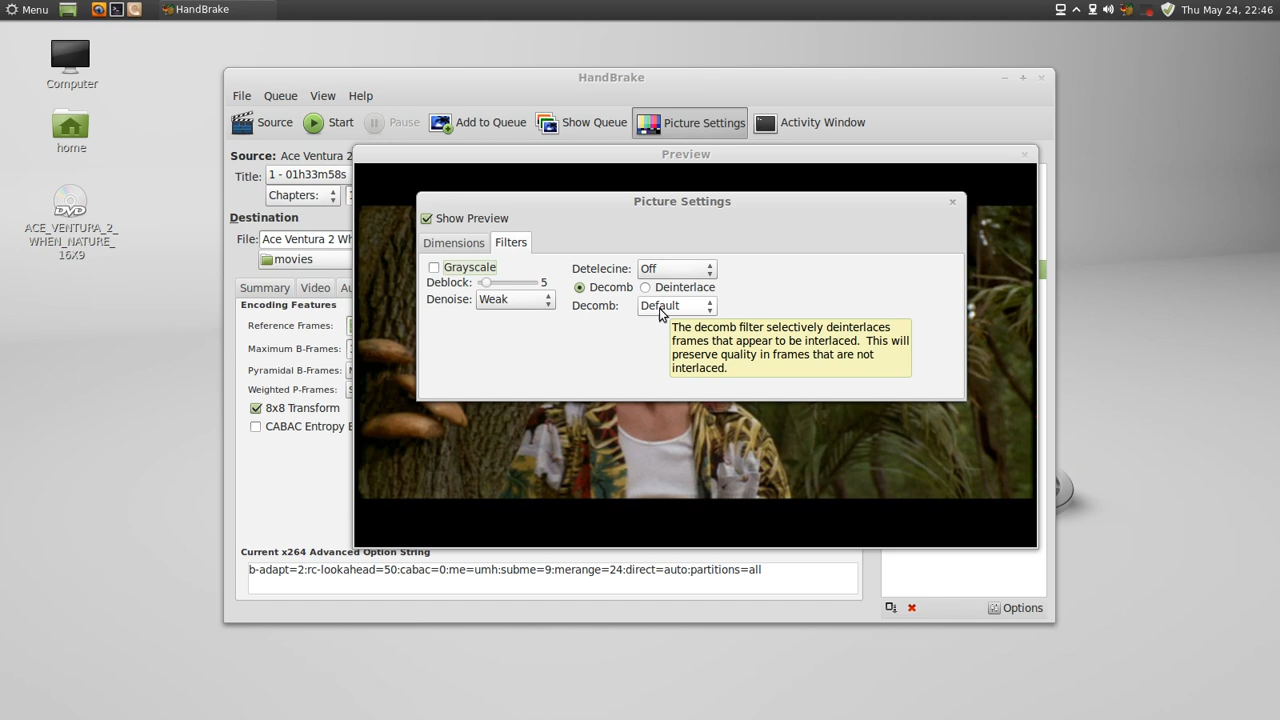 Menu
HandBrake
Thu May 24, 22:46
Computer
home
ACE_VENTURA_2_
WHEN_NATURE_
16X9
HandBrake
File Queue View Help
Source Start Pause Add to Queue Show Queue Picture Settings Activity Window
Source: Ace Ventura 2
Title: 1 - 01h33m58s
Chapters:
Destination
File: Ace Ventura 2 Wh
movies
Summary Video
Encoding Features
Reference Frames:
Maximum B-Frames:
Pyramidal B-Frames:
Weighted P-Frames:
8x8 Transform
CABAC Entropy
Current x264 Advanced Option String
b-adapt=2:rc-lookahead=50:cabac=0:me=umh:subme=9:merange=24:direct=auto:partitions=all
Options
Preview
Picture Settings
Show Preview
Dimensions Filters
Grayscale
Deblock: 5
Denoise: Weak
Detelecine: Off
Decomb Deinterlace
Decomb: Default
The decomb filter selectively deinterlaces
frames that appear to be interlaced. This will
preserve quality in frames that are not
interlaced.